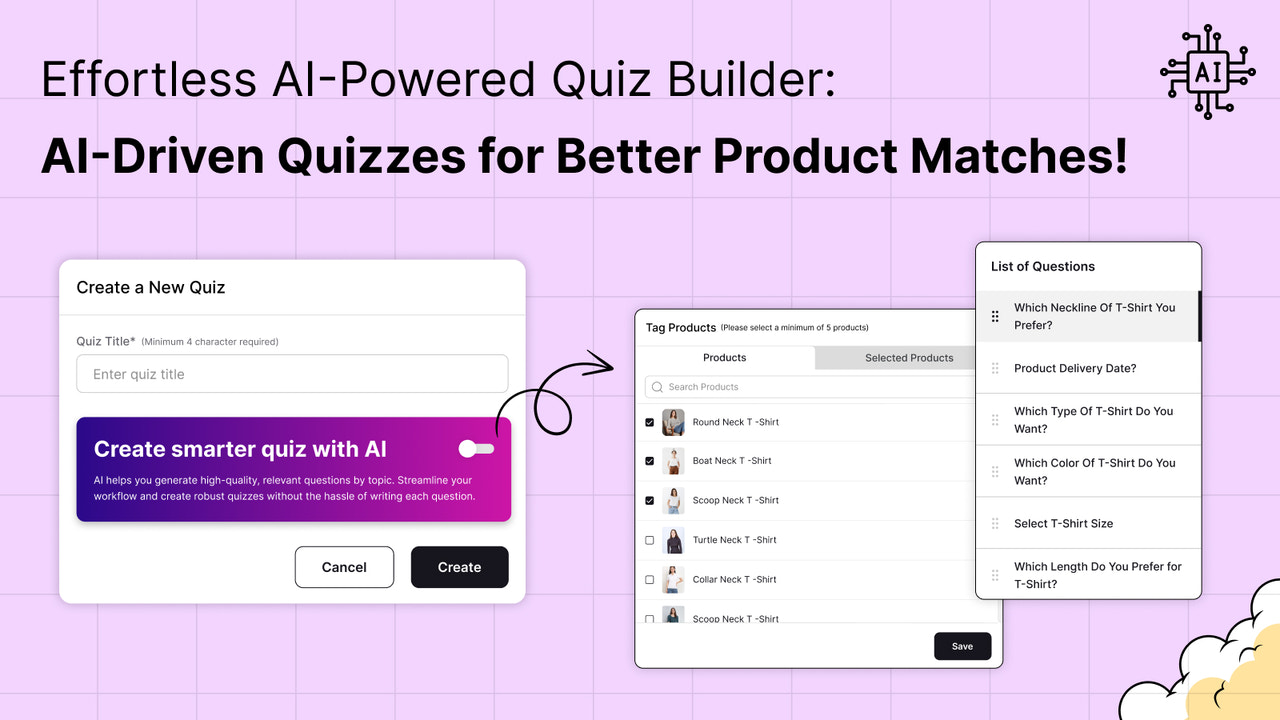 Effortless AI-Powered Quiz Builder:
AI-Driven Quizzes for Better Product Matches!
AI
Create a New Quiz
Quiz Title* (Minimum 4 character required)
Enter quiz title
Create smarter quiz with AI
AI helps you generate high-quality, relevant questions by topic. Streamline your
workflow and create robust quizzes without the hassle of writing each question.
Cancel
Create
Tag Products (Please select a minimum of 5 products)
Products
Selected Products
Search Products
Round Neck T -Shirt
Boat Neck T -Shirt
Scoop Neck T -Shirt
Turtle Neck T -Shirt
Collar Neck T -Shirt
Scoop Neck T -Shirt
Save
List of Questions
Which Neckline Of T-Shirt You
Prefer?
Product Delivery Date?
Which Type Of T-Shirt Do You
Want?
Which Color Of T-Shirt Do You
Want?
Select T-Shirt Size
Which Length Do You Prefer for
T-Shirt?